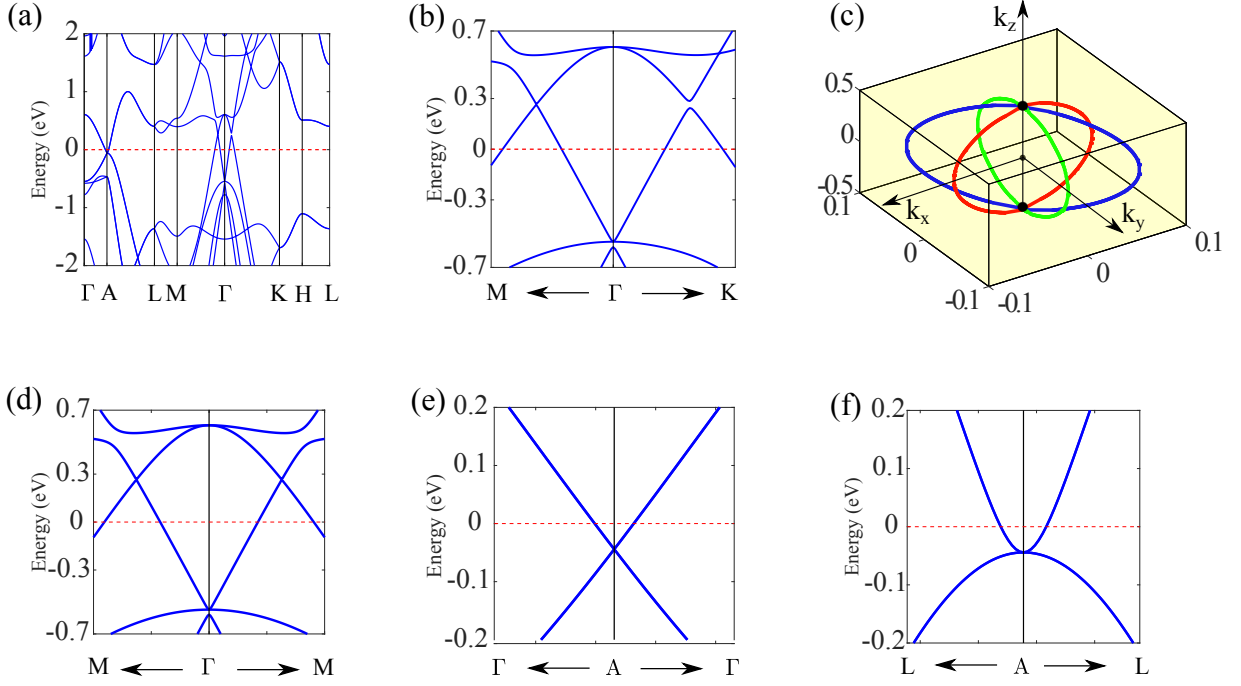 (a)
2
1
0
-1
-2
Energy (eV)
Γ A L M Γ K H L
(b)
0.7
0.3
0
-0.3
-0.7
Energy (eV)
M Γ K
(c)
k_z
0.5
0
-0.5
0.1
k_x
k_y
0
-0.1
-0.1
0
0.1
(d)
0.7
0.3
0
-0.3
-0.7
Energy (eV)
M Γ M
(e)
0.2
0.1
0
-0.1
-0.2
Energy (eV)
Γ A Γ
(f)
0.2
0.1
0
-0.1
-0.2
Energy (eV)
L A L